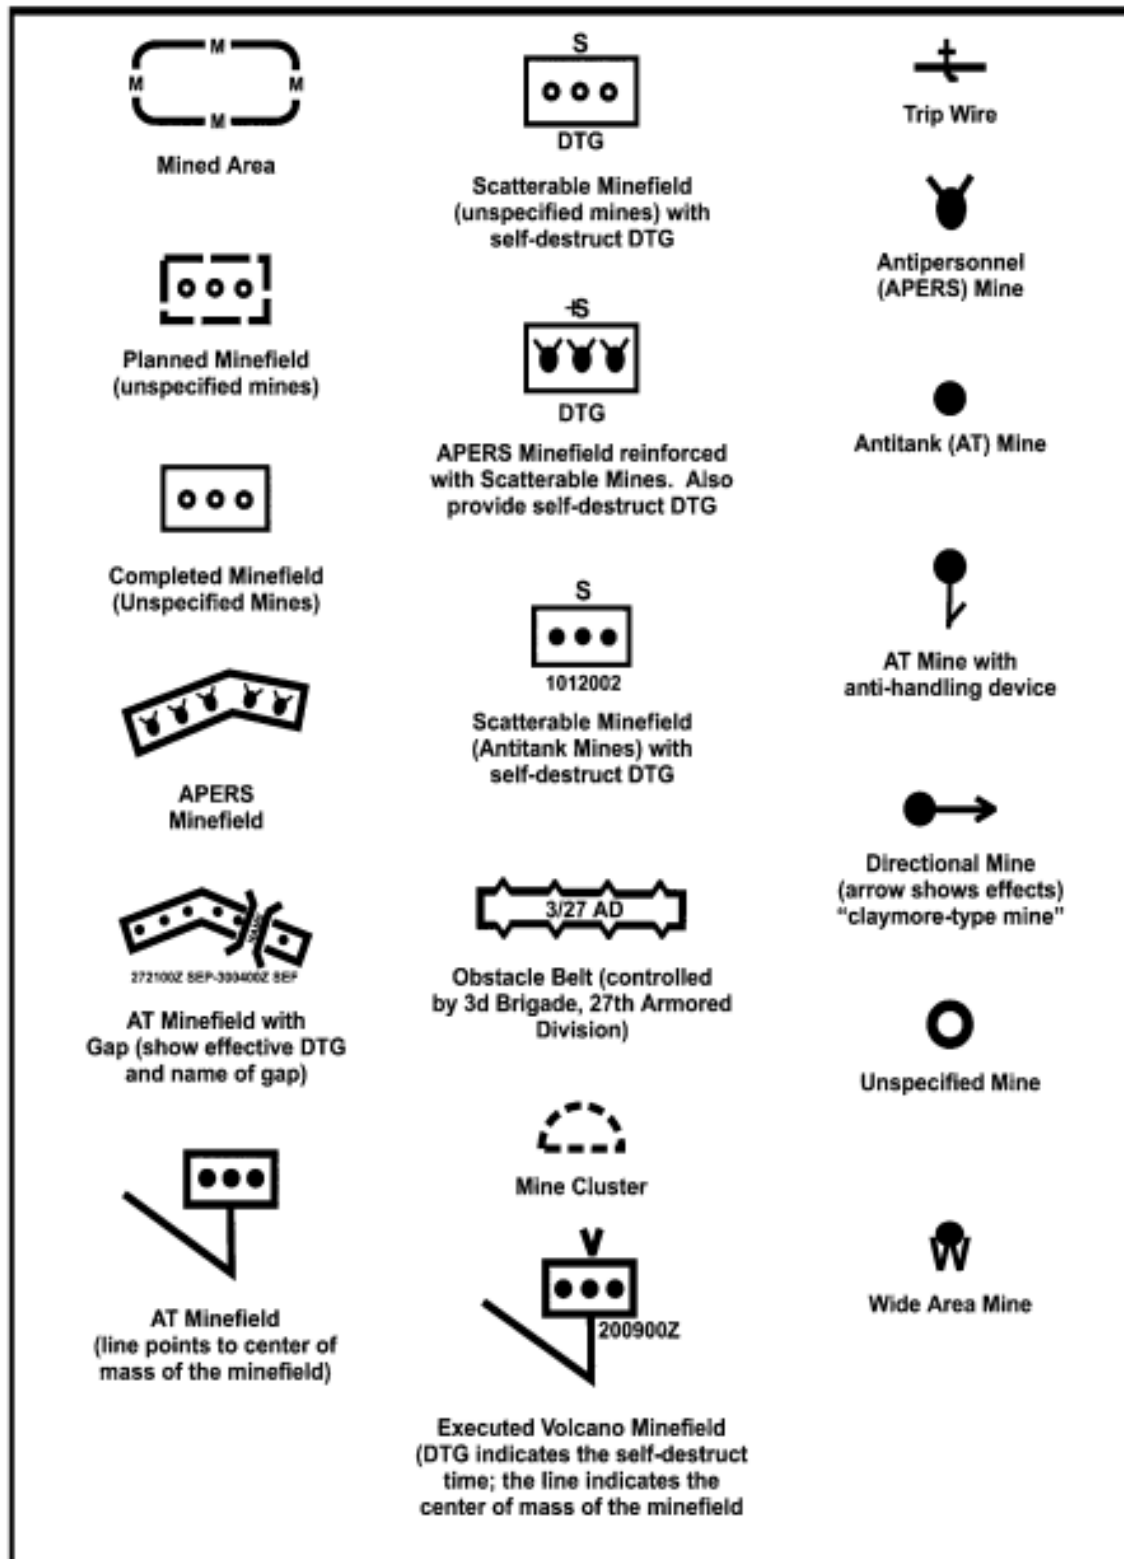 M
M
M
M
Mined Area
Planned Minefield
(unspecified mines)
Completed Minefield
(Unspecified Mines)
APERS
Minefield
NAME
272100Z SEP-300400Z SEP
AT Minefield with
Gap (show effective DTG
and name of gap)
AT Minefield
(line points to center of
mass of the minefield)
S
DTG
Scatterable Minefield
(unspecified mines) with
self-destruct DTG
+S
DTG
APERS Minefield reinforced
with Scatterable Mines. Also
provide self-destruct DTG
S
1012002
Scatterable Minefield
(Antitank Mines) with
self-destruct DTG
3/27 AD
Obstacle Belt (controlled
by 3d Brigade, 27th Armored
Division)
Mine Cluster
V
200900Z
Executed Volcano Minefield
(DTG indicates the self-destruct
time; the line indicates the
center of mass of the minefield
Trip Wire
Antipersonnel
(APERS) Mine
Antitank (AT) Mine
AT Mine with
anti-handling device
Directional Mine
(arrow shows effects)
“claymore-type mine”
Unspecified Mine
W
Wide Area Mine